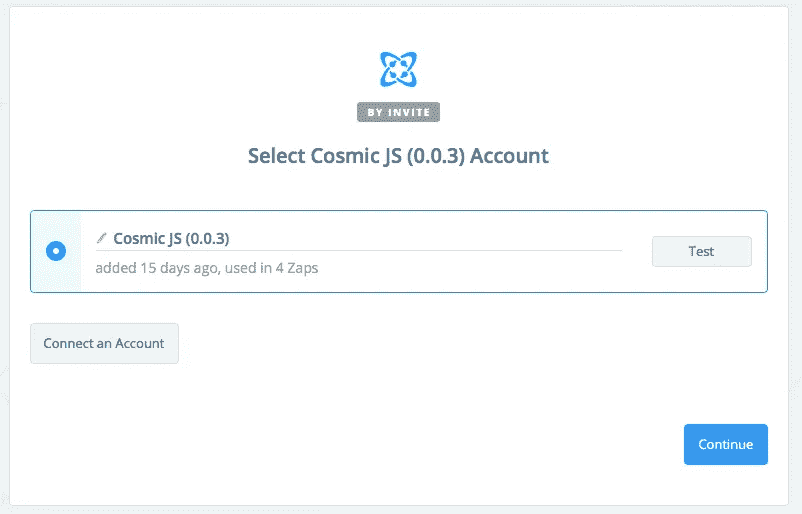 BY INVITE
Select Cosmic JS (0.0.3) Account
Cosmic JS (0.0.3)
Test
added 15 days ago, used in 4 Zaps
Connect an Account
Continue